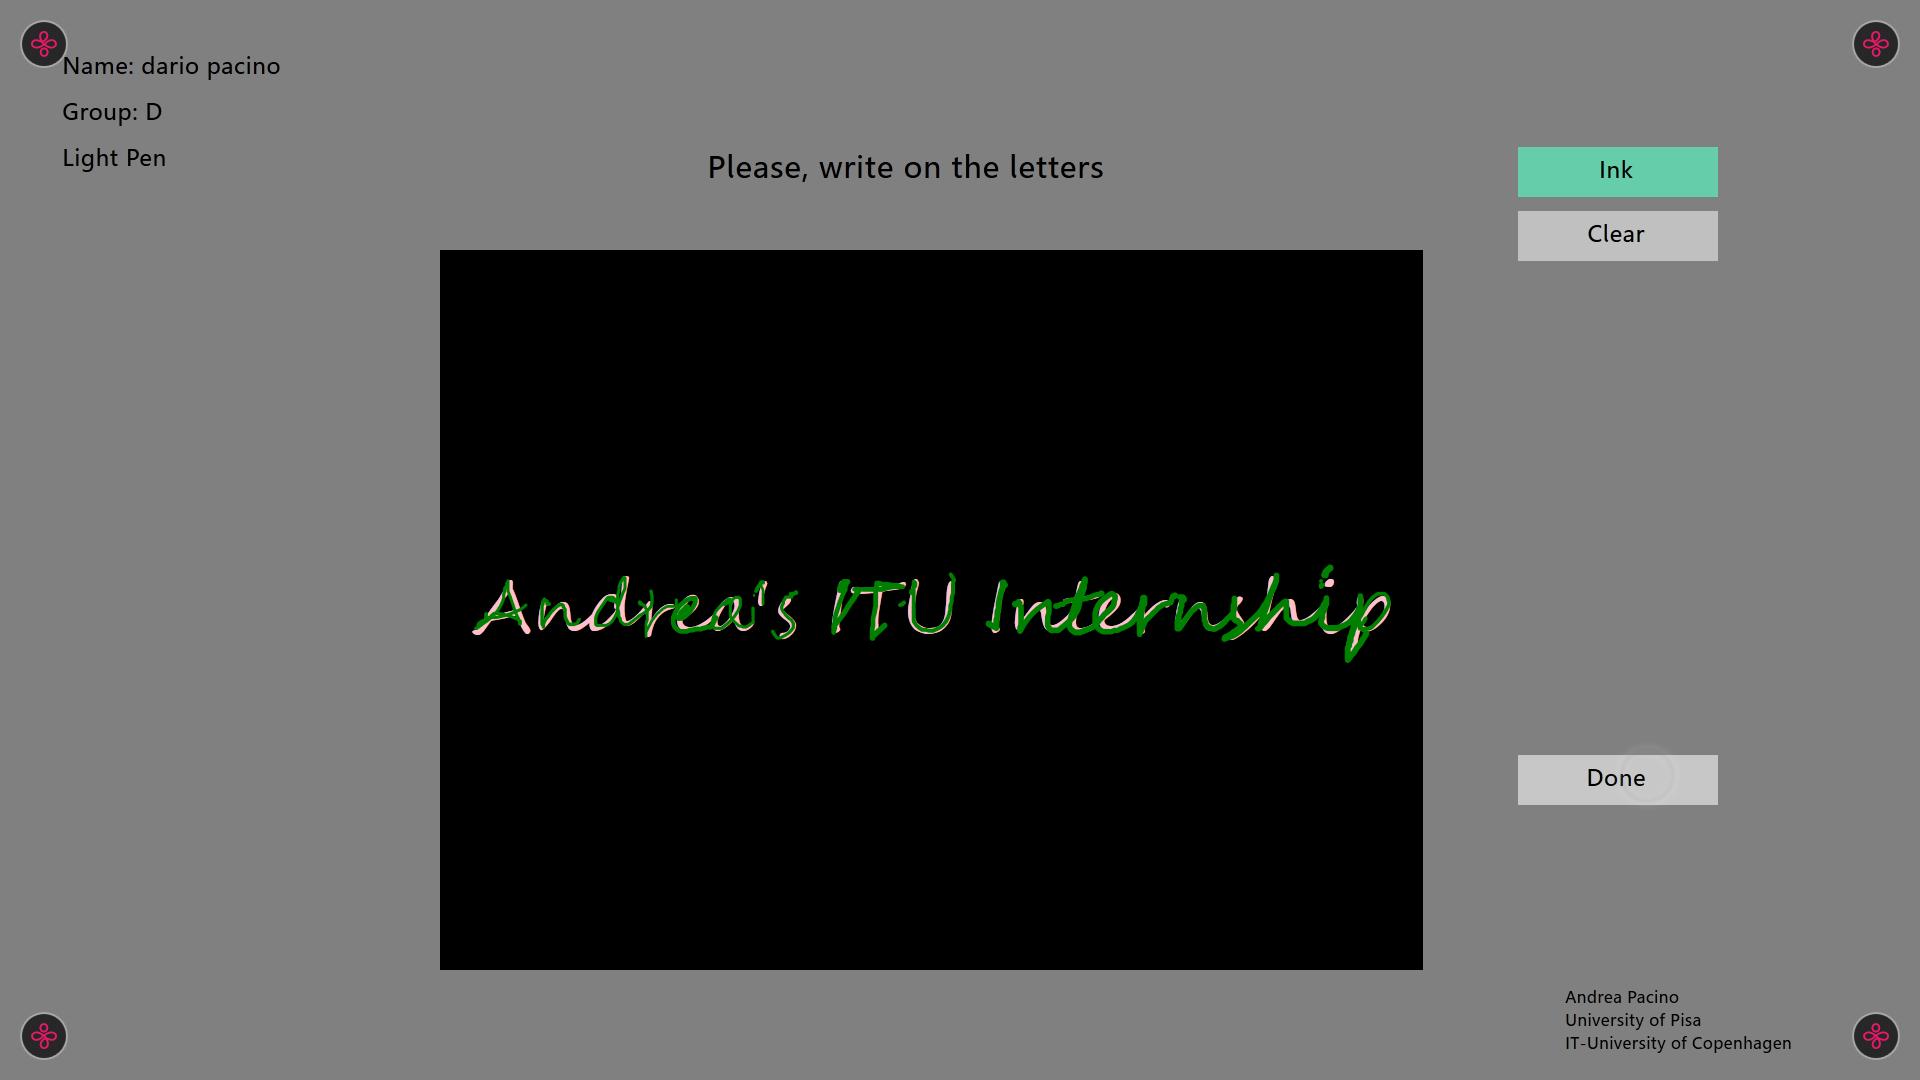 Name: dario pacino
Group: D
Light Pen
Please, write on the letters
Ink
Clear
Andrea's ITU Internship
Done
Andrea Pacino
University of Pisa
IT-University of Copenhagen